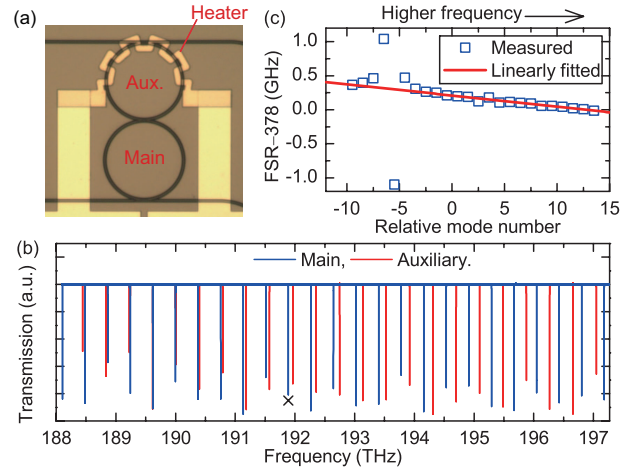 (a)
Heater
Aux.
Main
(c)
Higher frequency
Measured
Linearly fitted
FSR−378 (GHz)
1.0
0.5
0.0
-0.5
-1.0
-10 -5 0 5 10 15
Relative mode number
(b)
Main, Auxiliary.
Transmission (a.u.)
×
188 189 190 191 192 193 194 195 196 197
Frequency (THz)